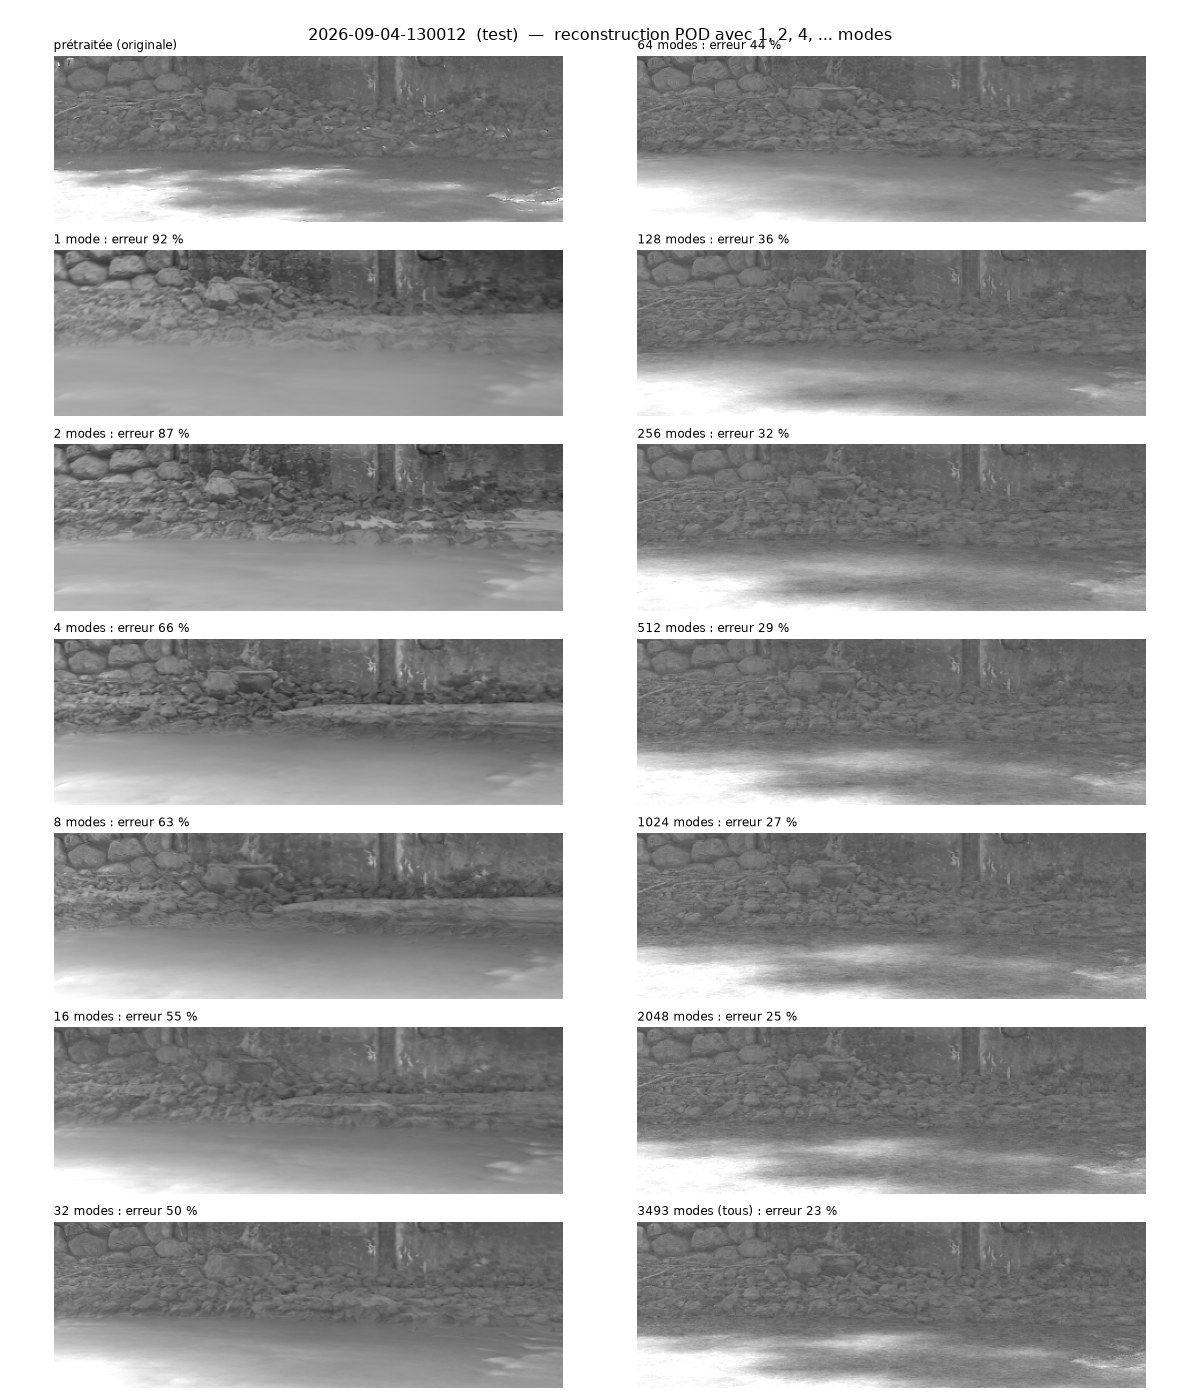 2026-09-04-130012 (test) — reconstruction POD avec 1, 2, 4, ... modes
prétraitée (originale)
1 mode : erreur 92 %
2 modes : erreur 87 %
4 modes : erreur 66 %
8 modes : erreur 63 %
16 modes : erreur 55 %
32 modes : erreur 50 %
64 modes : erreur 44 %
128 modes : erreur 36 %
256 modes : erreur 32 %
512 modes : erreur 29 %
1024 modes : erreur 27 %
2048 modes : erreur 25 %
3493 modes (tous) : erreur 23 %